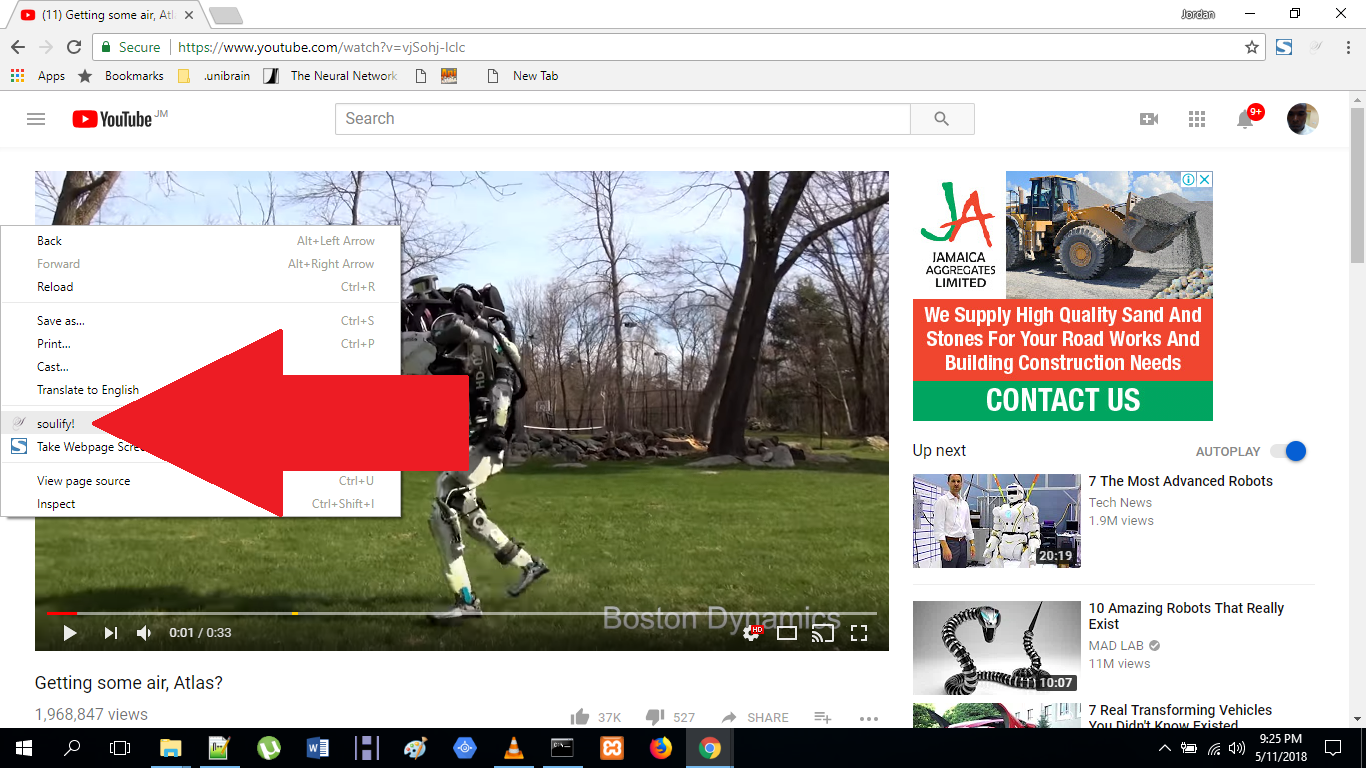 (11) Getting some air, Atl
Jordan
Secure
https://www.youtube.com/watch?v=vjSohj-Iclc
Apps
Bookmarks
.unibrain
The Neural Network
New Tab
YouTube JM
Search
9+
Back Alt+Left Arrow
Forward Alt+Right Arrow
Reload Ctrl+R
Save as... Ctrl+S
Print... Ctrl+P
Cast...
Translate to English
soulify!
Take Webpage Scre
View page source Ctrl+U
Inspect Ctrl+Shift+I
HD-0
Boston Dynamics
0:01 / 0:33
HD
Getting some air, Atlas?
1,968,847 views
37K
527
SHARE
JA
JAMAICA
AGGREGATES
LIMITED
We Supply High Quality Sand And
Stones For Your Road Works And
Building Construction Needs
CONTACT US
Up next
AUTOPLAY
7 The Most Advanced Robots
Tech News
1.9M views
20:19
10 Amazing Robots That Really
Exist
MAD LAB
11M views
10:07
7 Real Transforming Vehicles
You Didn't Know Existed
9:25 PM
5/11/2018